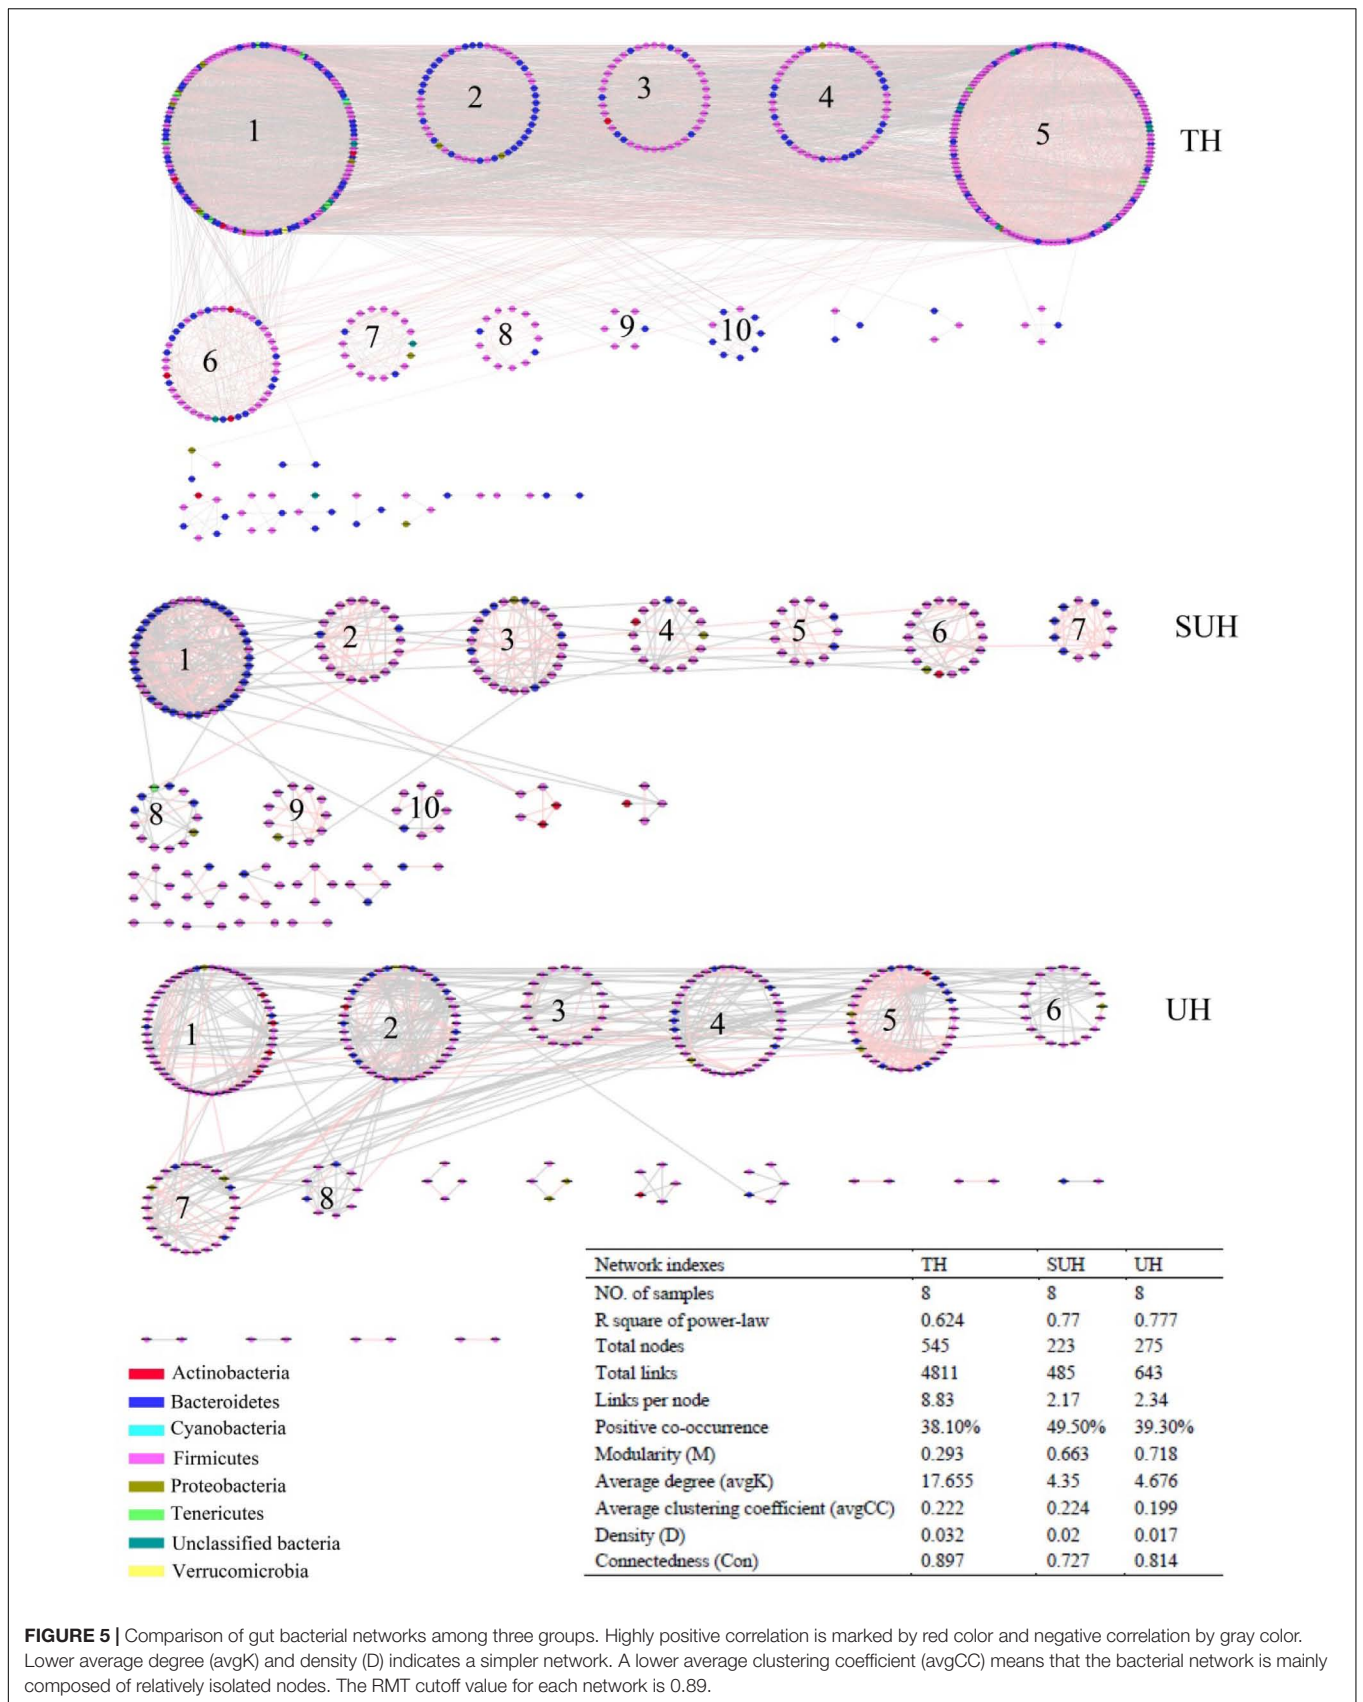 1
2
3
4
5
TH
6
7
8
9
10
1
2
3
4
5
6
7
SUH
8
9
10
1
2
3
4
5
6
UH
7
8
Network indexes TH SUH UH
NO. of samples 8 8 8
R square of power-law 0.624 0.77 0.777
Total nodes 545 223 275
Total links 4811 485 643
Links per node 8.83 2.17 2.34
Positive co-occurrence 38.10% 49.50% 39.30%
Modularity (M) 0.293 0.663 0.718
Average degree (avgK) 17.655 4.35 4.676
Average clustering coefficient (avgCC) 0.222 0.224 0.199
Density (D) 0.032 0.02 0.017
Connectedness (Con) 0.897 0.727 0.814
Actinobacteria
Bacteroidetes
Cyanobacteria
Firmicutes
Proteobacteria
Tenericutes
Unclassified bacteria
Verrucomicrobia
FIGURE 5 | Comparison of gut bacterial networks among three groups. Highly positive correlation is marked by red color and negative correlation by gray color.
Lower average degree (avgK) and density (D) indicates a simpler network. A lower average clustering coefficient (avgCC) means that the bacterial network is mainly
composed of relatively isolated nodes. The RMT cutoff value for each network is 0.89.